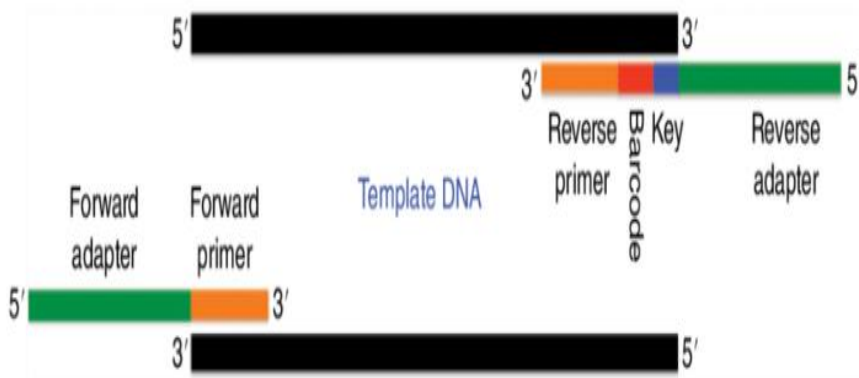 5′ 3′
3′ 5
Reverse primer
Barcode
Key
Reverse adapter
Template DNA
Forward adapter
Forward primer
5′ 3′
3′ 5′